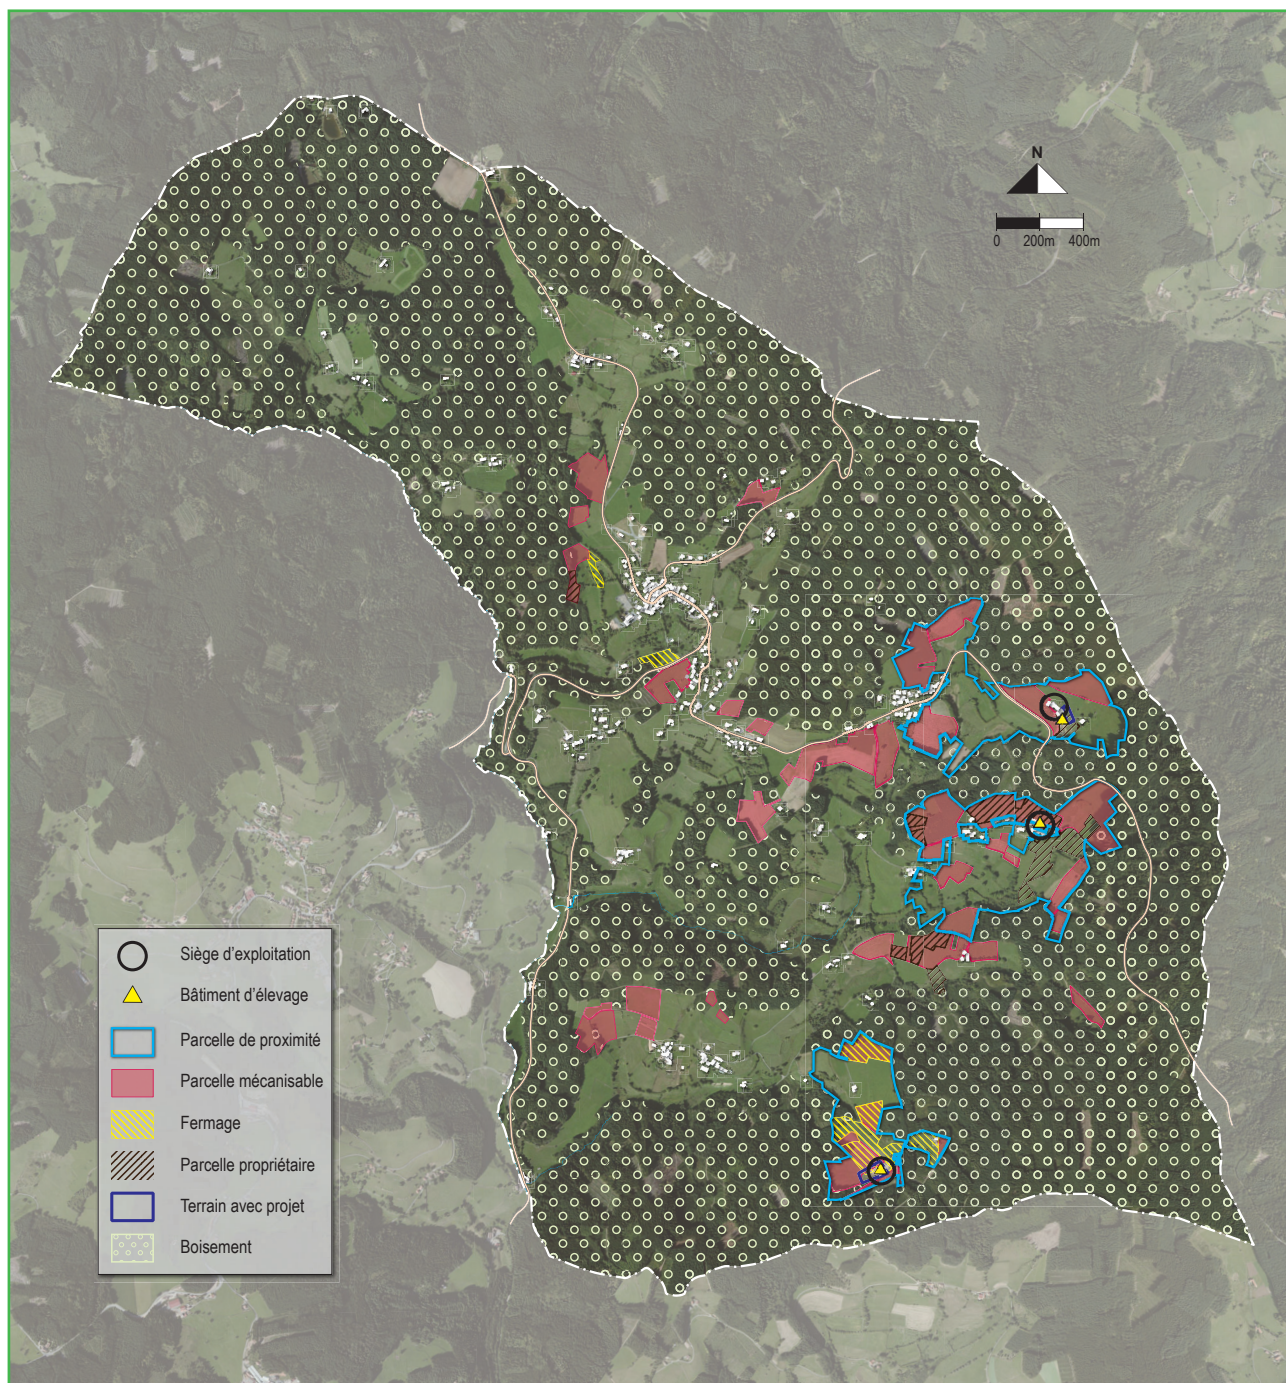 N
0 200m 400m
Siège d'exploitation
Bâtiment d'élevage
Parcelle de proximité
Parcelle mécanisable
Fermage
Parcelle propriétaire
Terrain avec projet
Boisement